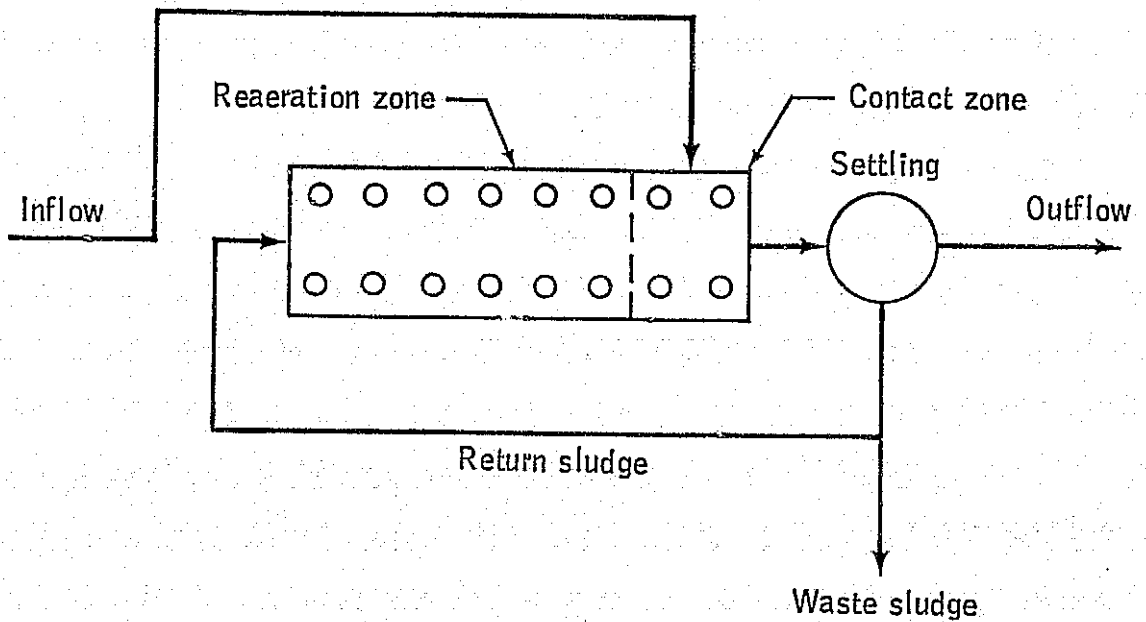 Reaeration zone
Contact zone
Settling
Inflow
Outflow
Return sludge
Waste sludge